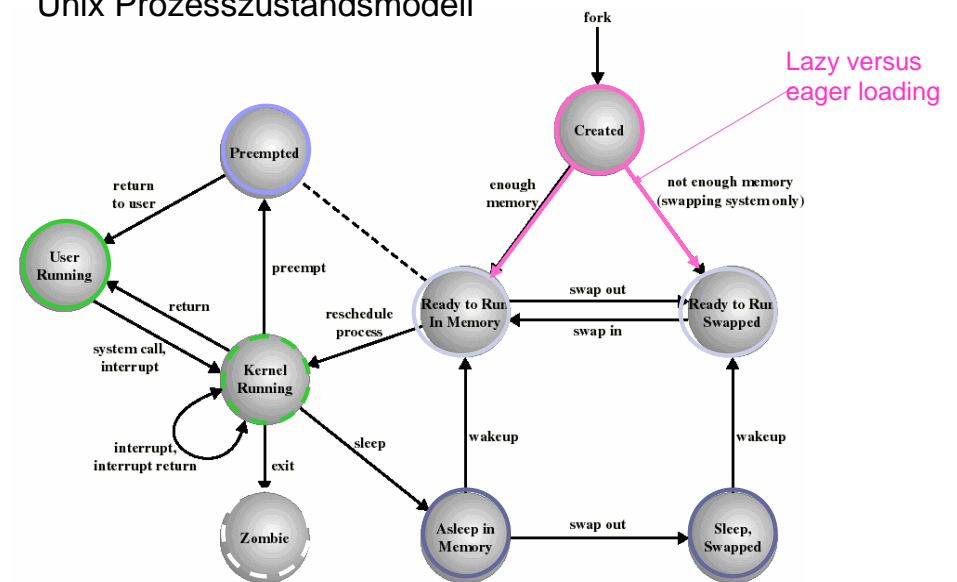 Unix Prozesszustandsmodell
fork
Lazy versus
eager loading
Created
Preempted
return
to user
enough
memory
not enough memory
(swapping system only)
User
Running
preempt
return
reschedule
process
Ready to Run
In Memory
swap out
swap in
Ready to Run
Swapped
system call,
interrupt
Kernel
Running
interrupt,
interrupt return
sleep
exit
wakeup
wakeup
Zombie
Asleep in
Memory
swap out
Sleep,
Swapped